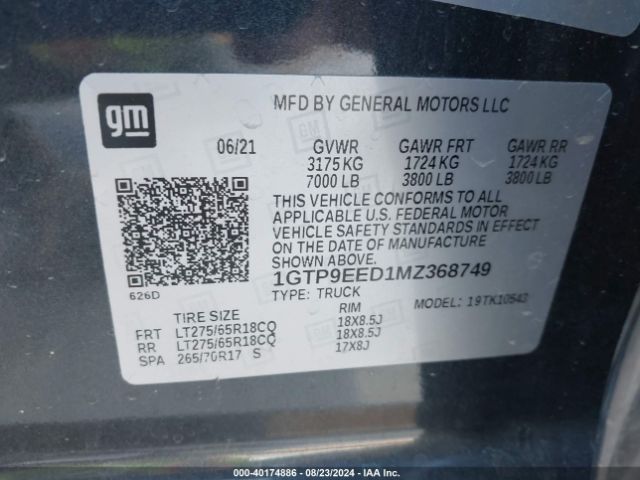 gm
MFD BY GENERAL MOTORS LLC
06/21 GVWR GAWR FRT GAWR RR
3175 KG 1724 KG 1724 KG
7000 LB 3800 LB 3800 LB
THIS VEHICLE CONFORMS TO ALL
APPLICABLE U.S. FEDERAL MOTOR
VEHICLE SAFETY STANDARDS IN EFFECT
ON THE DATE OF MANUFACTURE
SHOWN ABOVE.
1GTP9EED1MZ368749
626D
TYPE: TRUCK MODEL: 19TK10543
TIRE SIZE RIM
FRT LT275/65R18CQ 18X8.5J
RR LT275/65R18CQ 18X8.5J
SPA 265/70R17 S 17X8J
000-40174886 - 08/23/2024 - IAA Inc.